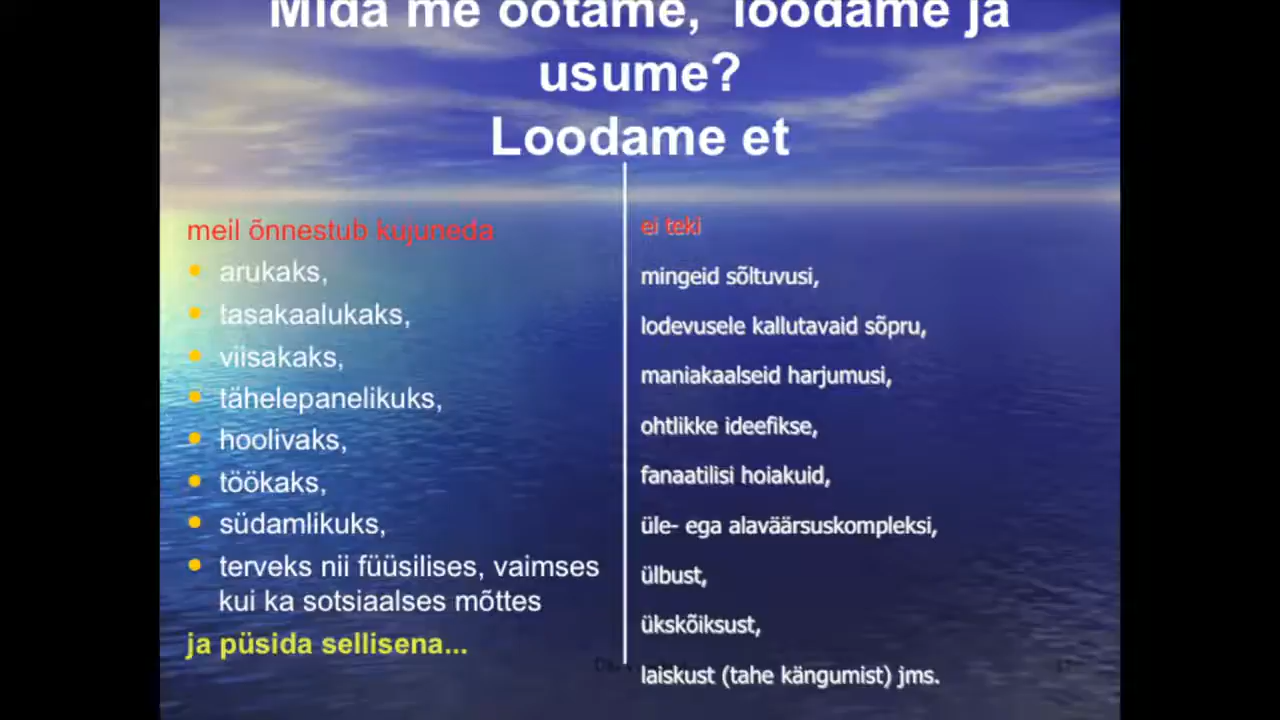 Mida me ootame, loodame ja
usume?
Loodame et
meil õnnestub kujuneda
arukaks,
tasakaalukaks,
viisakaks,
tähelepanelikuks,
hoolivaks,
töökaks,
südamlikuks,
terveks nii füüsilises, vaimses
kui ka sotsiaalses mõttes
ja püsida sellisena...
ei teki
mingeid sõltuvusi,
lodevusele kallutavaid sõpru,
maniakaalseid harjumusi,
ohtlikke ideefikse,
fanaatilisi hoiakuid,
üle- ega alaväärsuskompleksi,
ülbust,
ükskõiksust,
laiskust (tahe kängumist) jms.